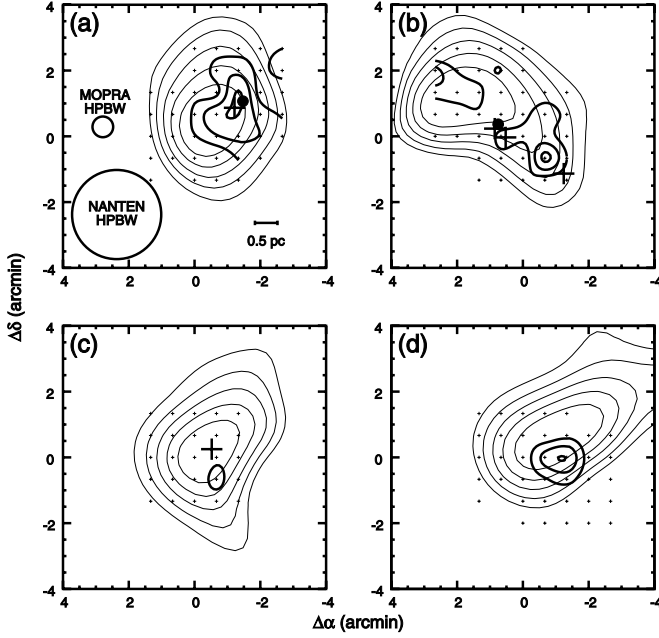 (a) (b)
4 4
2 2
0 0
-2 -2
-4 -4
MOPRA
HPBW
NANTEN
HPBW
0.5 pc
4 2 0 -2 -4 4 2 0 -2 -4
Δδ (arcmin)
(c) (d)
4 4
2 2
0 0
-2 -2
-4 -4
4 2 0 -2 -4 4 2 0 -2 -4
Δα (arcmin)